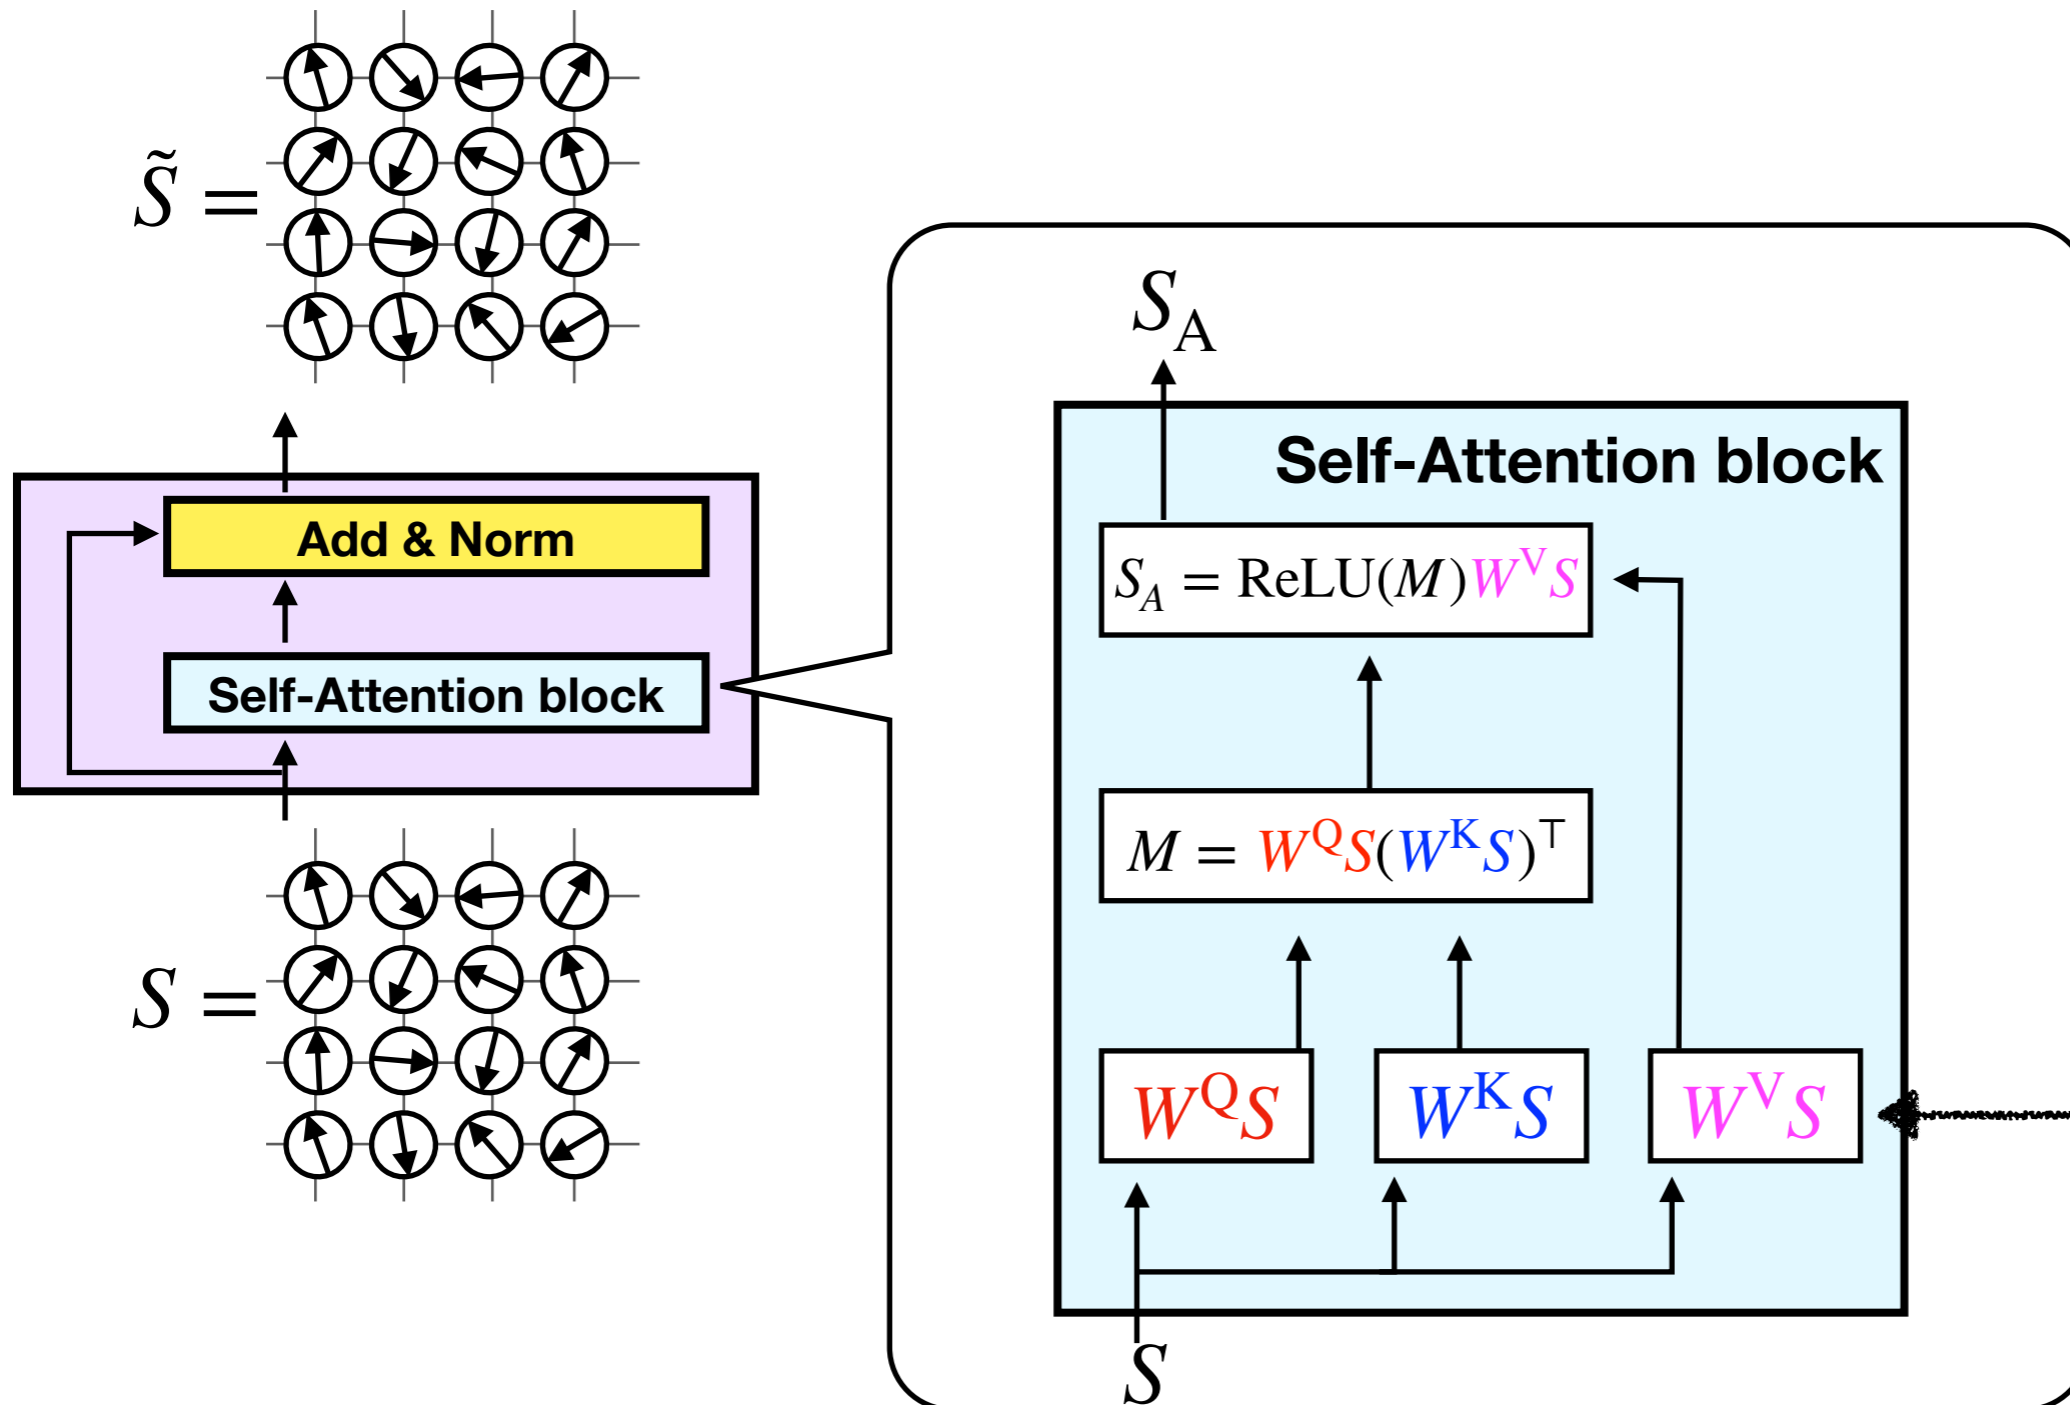 S̃ =
Add & Norm
Self-Attention block
S =
S_A
Self-Attention block
S_A = ReLU(M)W^V S
M = W^Q S(W^K S)^⊤
W^Q S
W^K S
W^V S
S